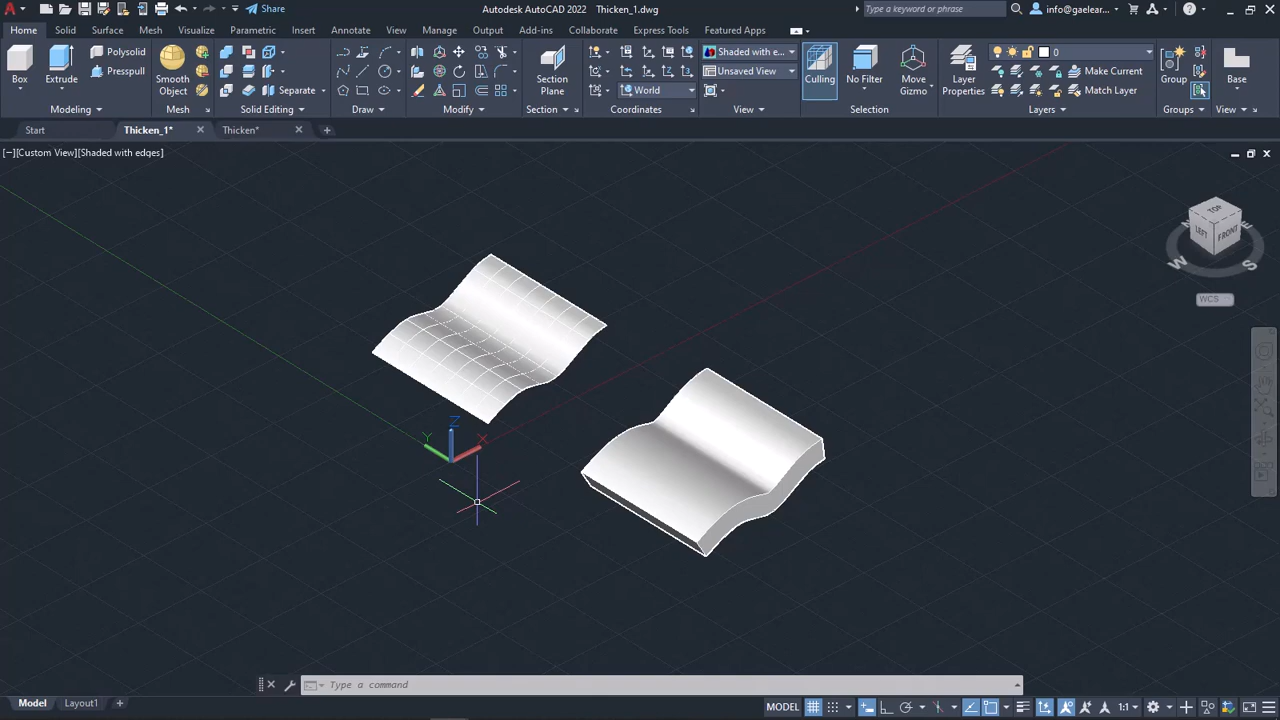 Share
Autodesk AutoCAD 2022 Thicken_1.dwg
Type a keyword or phrase
info@gaelear...
Home Solid Surface Mesh Visualize Parametric Insert Annotate View Manage Output Add-ins Collaborate Express Tools Featured Apps
Polysolid
Presspull
Box Extrude
Smooth Object
Separate
Section Plane
World
Shaded with e...
Unsaved View
Culling No Filter
Move Gizmo
Layer Properties
0
Make Current
Match Layer
Group
Base
Modeling Mesh Solid Editing Draw Modify Section Coordinates View Selection Layers Groups View
Start Thicken_1* Thicken*
[−][Custom View][Shaded with edges]
TOP
LEFT FRONT
W S
WCS
Z
Y X
Type a command
Model Layout1
MODEL 1:1